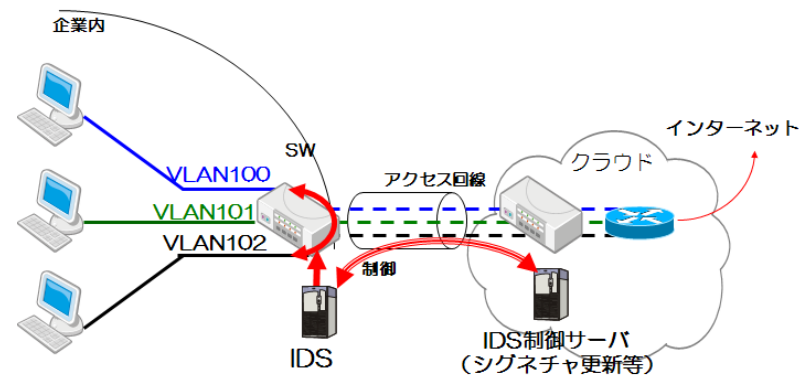 企業内
インターネット
SW
クラウド
アクセス回線
VLAN100
VLAN101
VLAN102
制御
IDS
IDS制御サーバ
（シグネチャ更新等）